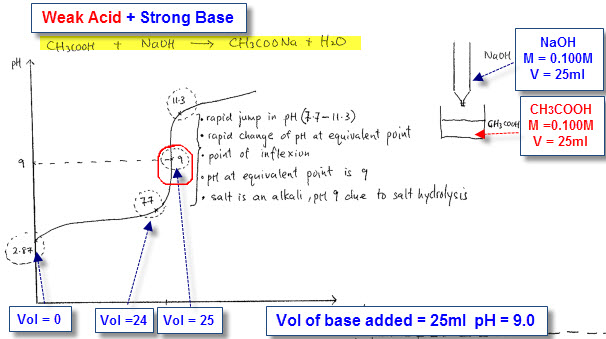 Weak Acid + Strong Base
CH3COOH + NaOH → CH3COONa + H2O
pH
11.3
• rapid jump in pH (7.7-11.3)
• rapid change of pH at equivalent point
• point of inflexion
• pH at equivalent point is 9
• salt is an alkali, pH 9 due to salt hydrolysis
9
9
77
2.87
Vol = 0
Vol =24
Vol = 25
Vol of base added = 25ml pH = 9.0
NaOH
CH3COOH
NaOH
M = 0.100M
V = 25ml
CH3COOH
M =0.100M
V = 25ml